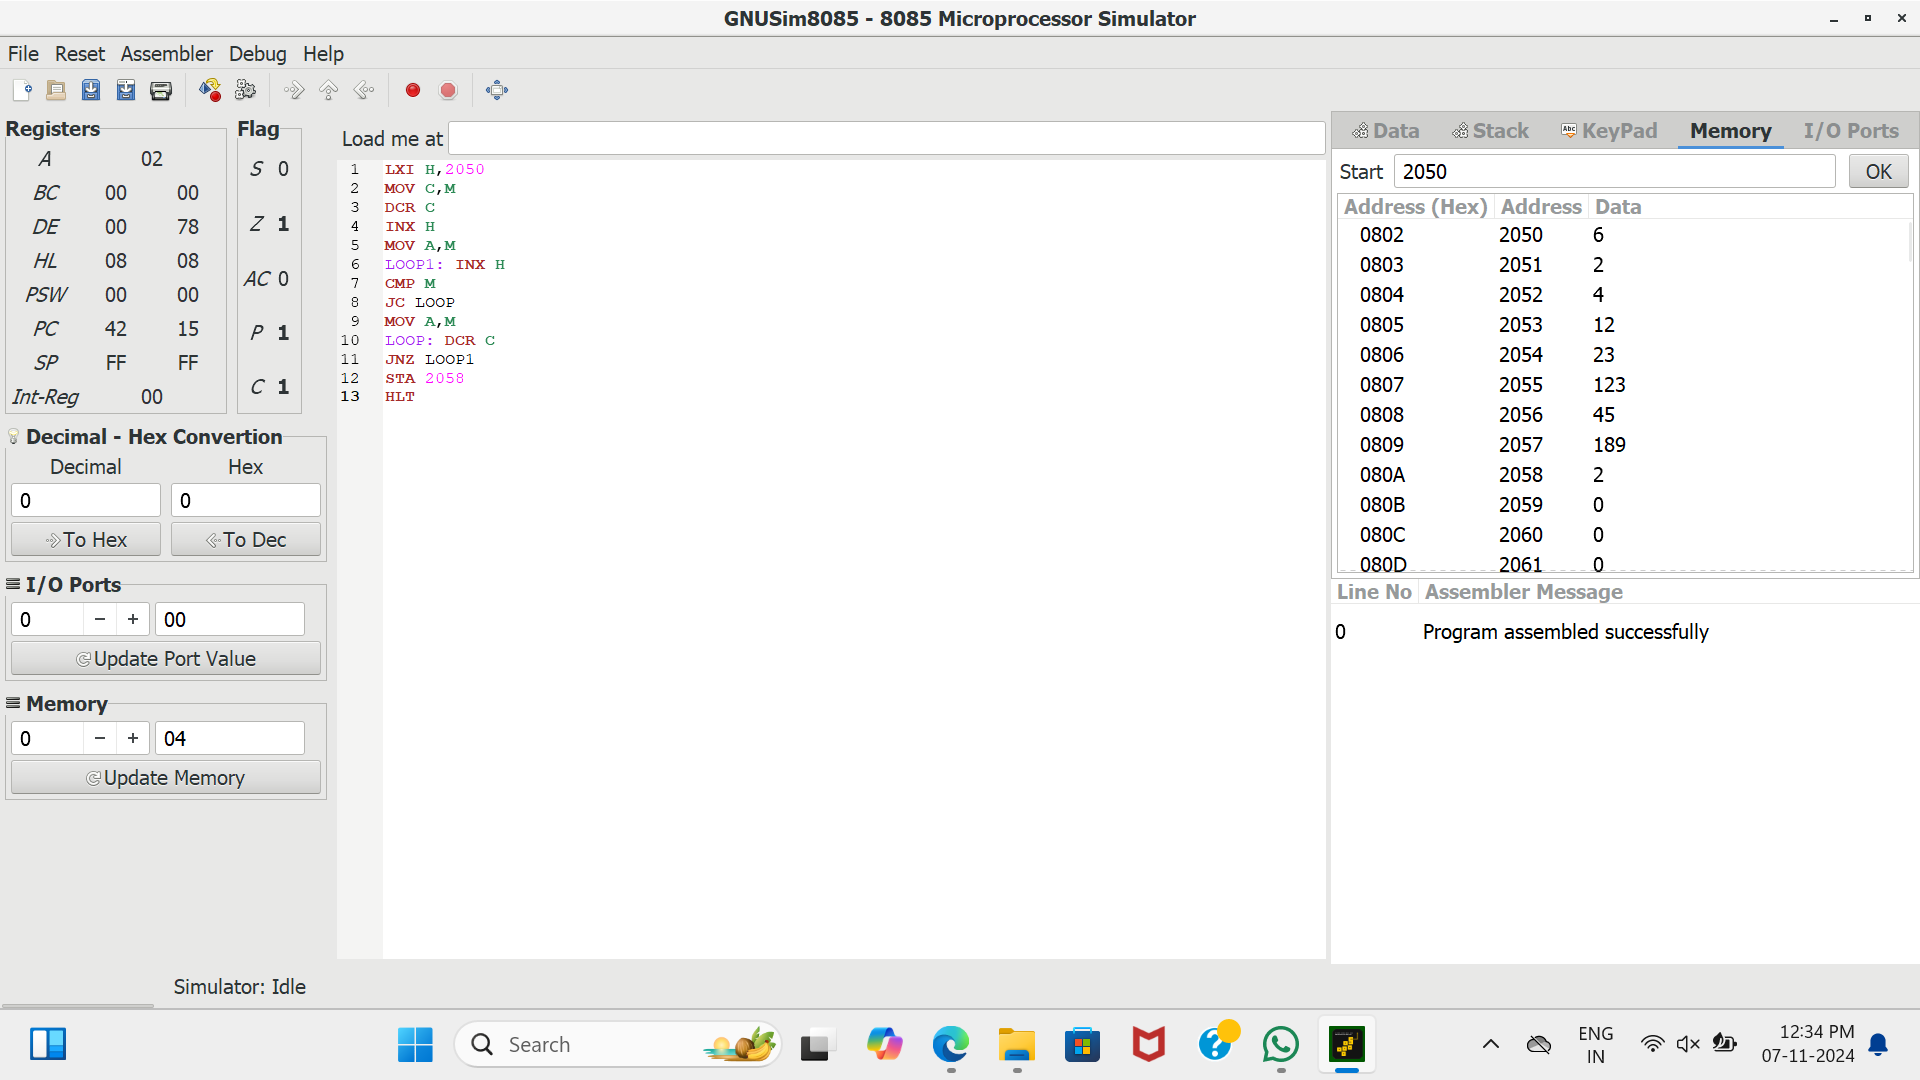 GNUSim8085 - 8085 Microprocessor Simulator
File Reset Assembler Debug Help
Registers
A 02
BC 00 00
DE 00 78
HL 08 08
PSW 00 00
PC 42 15
SP FF FF
Int-Reg 00
Flag
S 0
Z 1
AC 0
P 1
C 1
Decimal - Hex Convertion
Decimal Hex
0 0
To Hex To Dec
I/O Ports
0 − + 00
Update Port Value
Memory
0 − + 04
Update Memory
Simulator: Idle
Load me at
1 LXI H,2050
2 MOV C,M
3 DCR C
4 INX H
5 MOV A,M
6 LOOP1: INX H
7 CMP M
8 JC LOOP
9 MOV A,M
10 LOOP: DCR C
11 JNZ LOOP1
12 STA 2058
13 HLT
Data Stack Abc KeyPad Memory I/O Ports
Start 2050 OK
Address (Hex) Address Data
0802 2050 6
0803 2051 2
0804 2052 4
0805 2053 12
0806 2054 23
0807 2055 123
0808 2056 45
0809 2057 189
080A 2058 2
080B 2059 0
080C 2060 0
080D 2061 0
Line No Assembler Message
0 Program assembled successfully
Search
ENG
IN
12:34 PM
07-11-2024